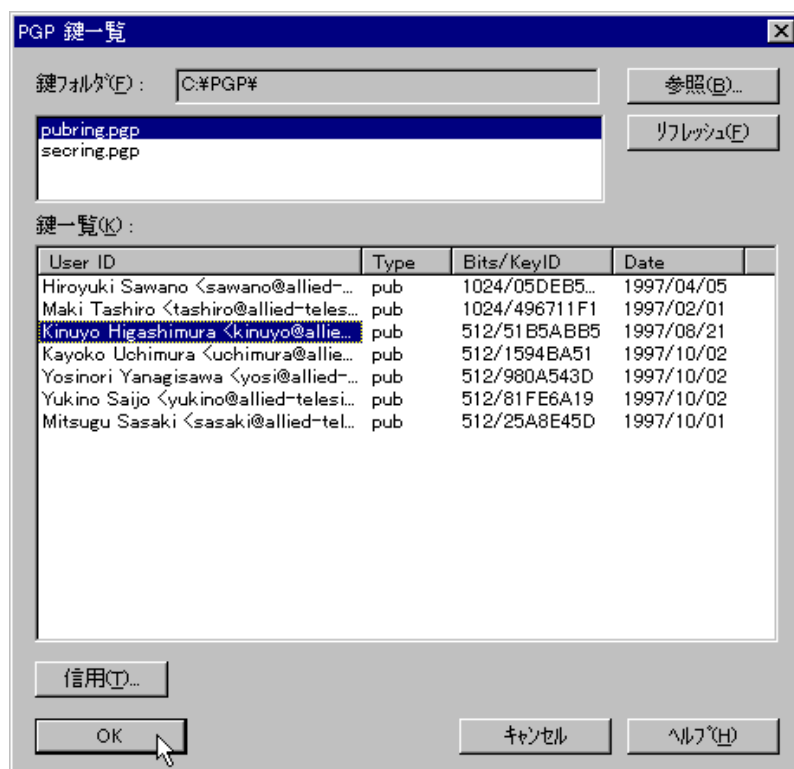 PGP 鍵一覧
鍵フォルダ(F) : C:¥PGP¥ 参照(B)...
pubring.pgp リフレッシュ(F)
secring.pgp
鍵一覧(K) :
User ID Type Bits/KeyID Date
Hiroyuki Sawano <sawano@allied-... pub 1024/05DEB5... 1997/04/05
Maki Tashiro <tashiro@allied-teles... pub 1024/496711F1 1997/02/01
Kinuyo Higashimura <kinuyo@allie... pub 512/51B5ABB5 1997/08/21
Kayoko Uchimura <uchimura@allie... pub 512/1594BA51 1997/10/02
Yosinori Yanagisawa <yosi@allied-... pub 512/980A543D 1997/10/02
Yukino Saijo <yukino@allied-telesi... pub 512/81FE6A19 1997/10/02
Mitsugu Sasaki <sasaki@allied-tel... pub 512/25A8E45D 1997/10/01
信用(T)...
OK キャンセル ヘルプ(H)